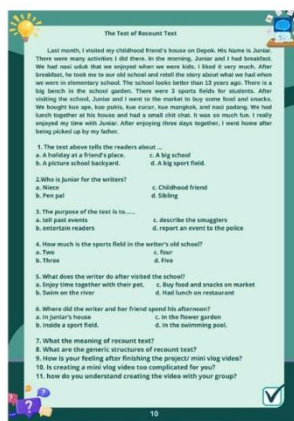 The Test of Recount Text
Last month, I visited my childhood friend's house on Depok. His Name is Juniar.
There were many activities I did there. In the morning, Juniar and I had breakfast.
We had nasi uduk that we enjoyed when we were kids. I liked it very much. After
breakfast, he took me to our old school and retell the story about what we had when
we were in elementary school. The school looks better than 13 years ago. There is a
big bench in the school garden. There were 3 sports fields for students. After
visiting the school, Juniar and I went to the market to buy some food and snacks.
We bought kue ape, kue pukis, kue cucur, kue mangkok, and nasi padang. We had
lunch together at his house and had a small chit chat. It was so much fun. I really
enjoyed my time with Juniar. After enjoying three days together, I went home after
being picked up by my father.
1. The text above tells the readers about ...
a. A holiday at a friend's place. c. A big school
b. A picture school backyard. d. A big sport field.
2.Who is Juniar for the writers?
a. Niece c. Childhood friend
b. Pen pal d. Sibling
3. The purpose of the text is to......
a. tell past events c. describe the smugglers
b. entertain readers d. report an event to the police
4. How much is the sports field in the writer's old school?
a. Two c. four
b. Three d. Five
5. What does the writer do after visited the school?
a. Enjoy time together with their pet. c. Buy food and snacks on market
b. Swim on the river d. Had lunch on restaurant
6. Where did the writer and her friend spend his afternoon?
a. in Juniar's house c. in the flower garden
b. Inside a sport field. d. in the swimming pool.
7. What the meaning of recount text?
8. What are the generic structures of recount text?
9. How is your feeling after finishing the project/ mini vlog video?
10. Is creating a mini vlog video too complicated for you?
11. how do you understand creating the video with your group?
10